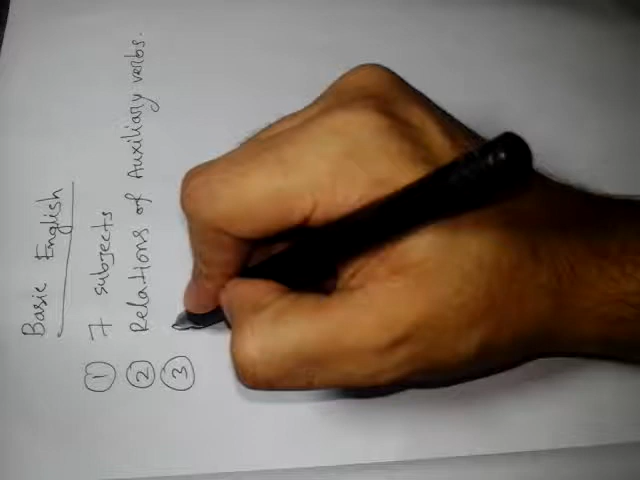 Basic English
① 7 subjects
② Relations of Auxiliary verbs.
③